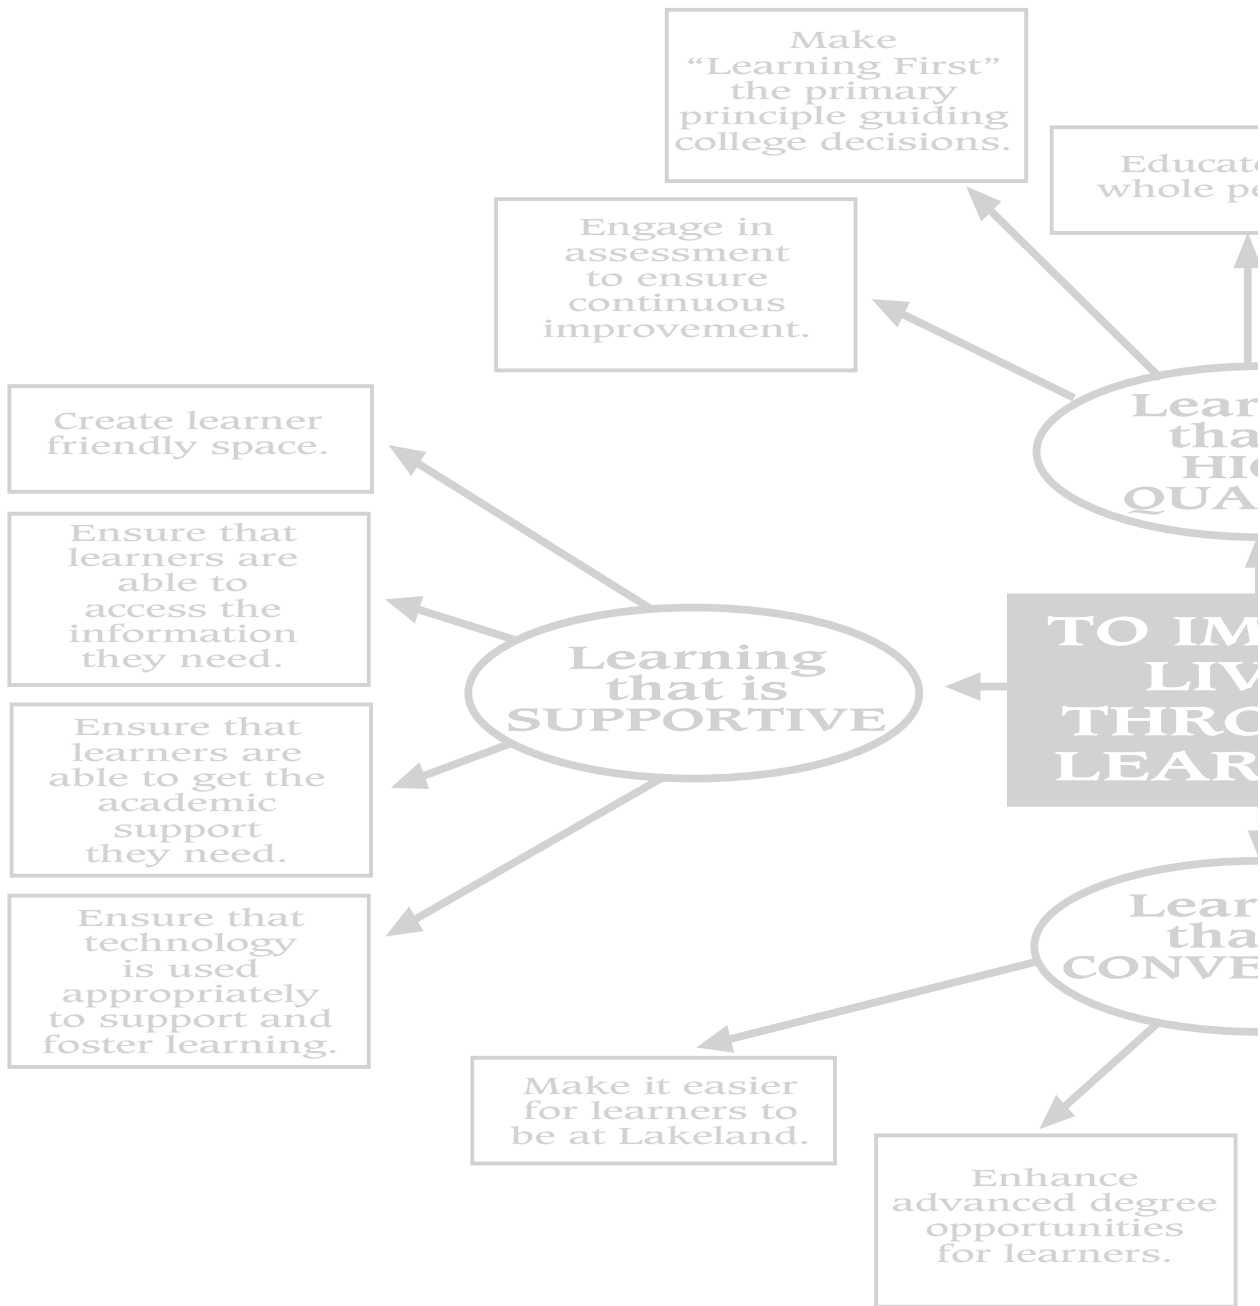 Make
“Learning First”
the primary
principle guiding
college decisions.
whole
Engage in
assessment
to ensure
continuous
improvement.
Create learner
friendly space.
Ensure that
learners are
able to
access the
information
they need.
Learning
that is
SUPPORTIVE
TO
Ensure that
learners are
able to get the
academic
support
they need.
Ensure that
technology
is used
appropriately
to support and
foster learning.
Make it easier
for learners to
be at Lakeland.
Enhance
advanced degree
opportunities
for learners.